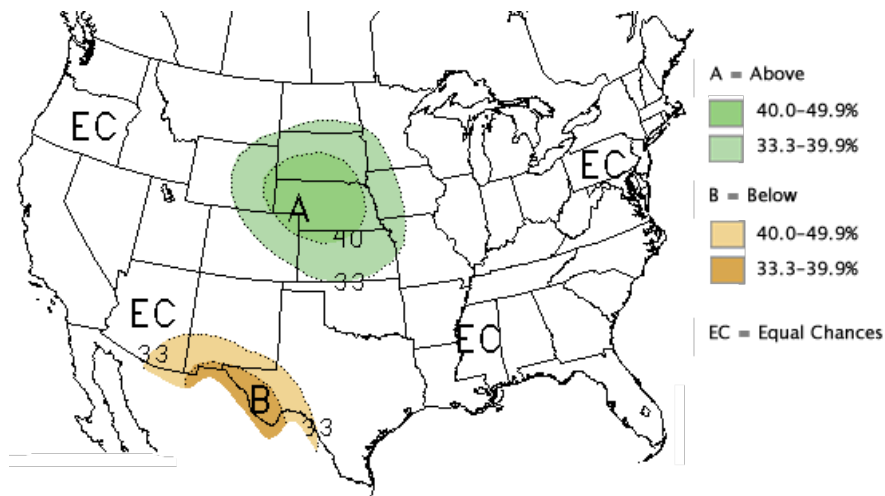 A = Above
EC
40.0-49.9%
33.3-39.9%
EC
B = Below
A
40.0-49.9%
40
33
33.3-39.9%
EC
EC
EC = Equal Chances
33
B
33